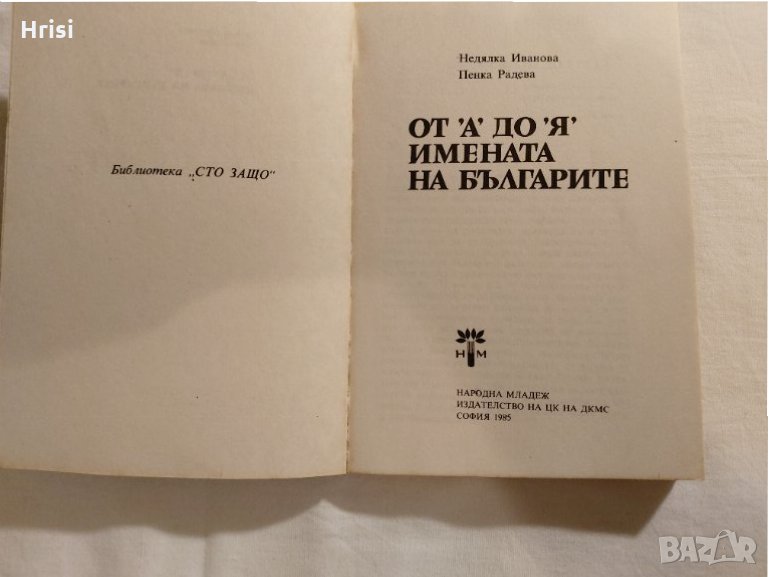 Hrisi
Библиотека „СТО ЗАЩО"
Недялка Иванова
Пенка Радева
ОТ 'А' ДО 'Я'
ИМЕНАТА
НА БЪЛГАРИТЕ
Н М
НАРОДНА МЛАДЕЖ
ИЗДАТЕЛСТВО НА ЦК НА ДКМС
СОФИЯ 1985
BAZAR